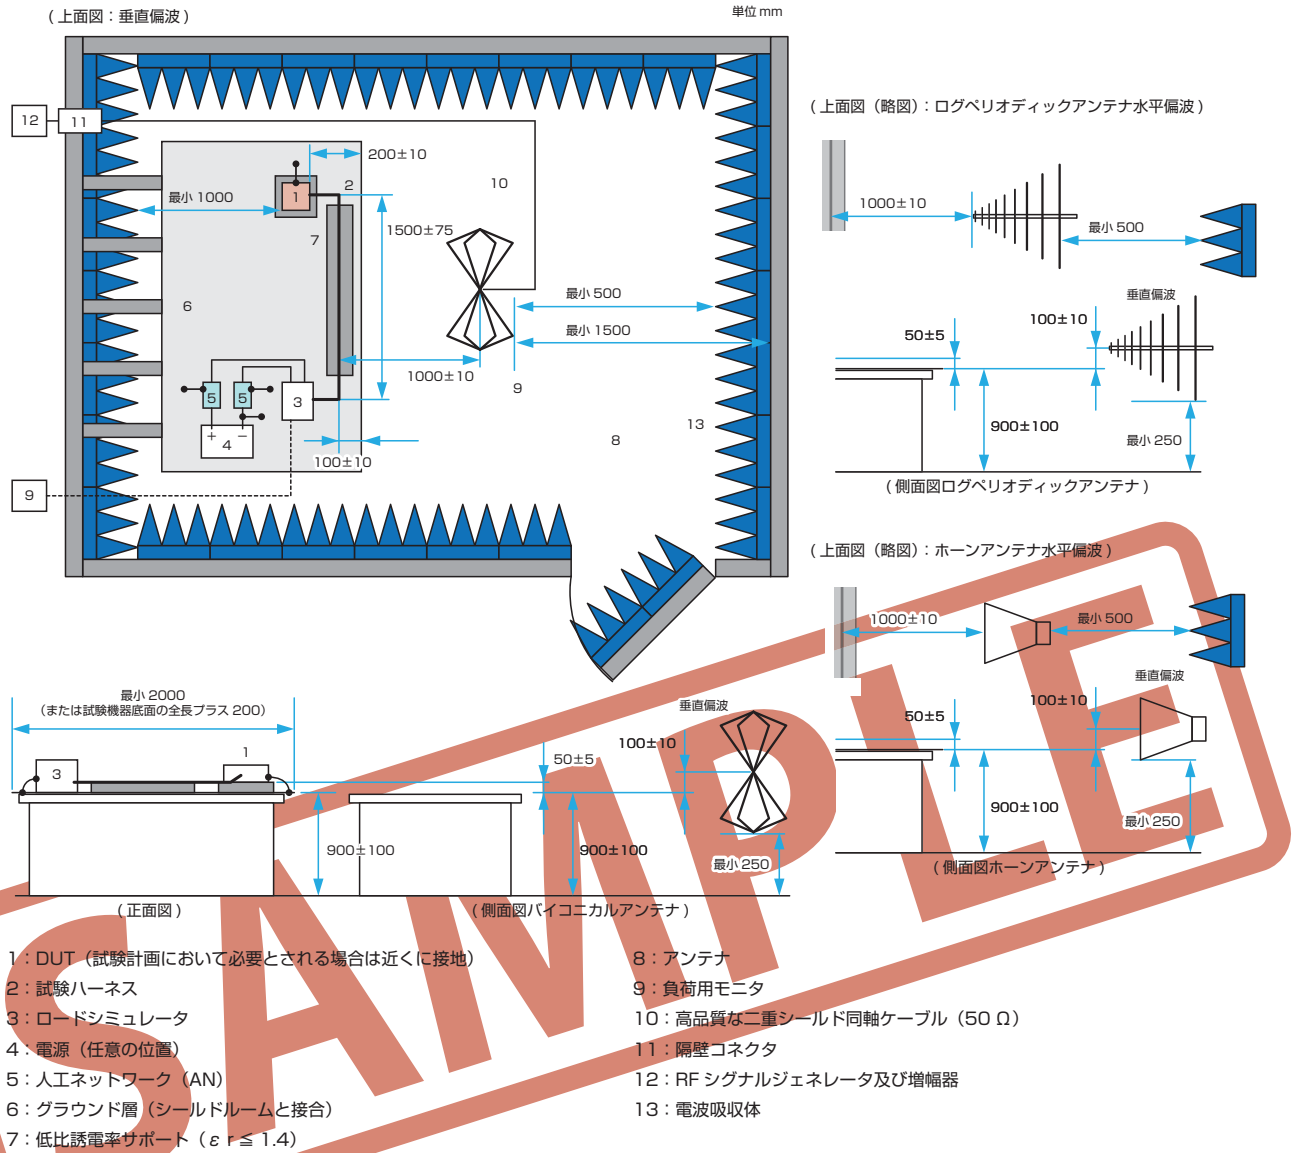 (上面図：垂直偏波)
単位 mm
12
11
200±10
2
10
最小 1000
1
1500±75
7
最小 500
6
最小 1500
1000±10
9
5
5
3
13
8
+
−
4
100±10
9
(上面図（略図）：ログペリオディックアンテナ水平偏波)
1000±10
最小 500
垂直偏波
100±10
50±5
900±100
最小 250
(側面図ログペリオディックアンテナ)
(上面図（略図）：ホーンアンテナ水平偏波)
1000±10
最小 500
垂直偏波
100±10
50±5
900±100
最小 250
(側面図ホーンアンテナ)
最小 2000
（または試験機器底面の全長プラス 200）
1
3
900±100
(正面図)
垂直偏波
100±10
50±5
900±100
最小 250
(側面図バイコニカルアンテナ)
1：DUT（試験計画において必要とされる場合は近くに接地）
2：試験ハーネス
3：ロードシミュレータ
4：電源（任意の位置）
5：人工ネットワーク（AN）
6：グラウンド層（シールドルームと接合）
7：低比誘電率サポート（ε r ≦ 1.4）
8：アンテナ
9：負荷用モニタ
10：高品質な二重シールド同軸ケーブル（50 Ω）
11：隔壁コネクタ
12：RF シグナルジェネレータ及び増幅器
13：電波吸収体
SAMPLE